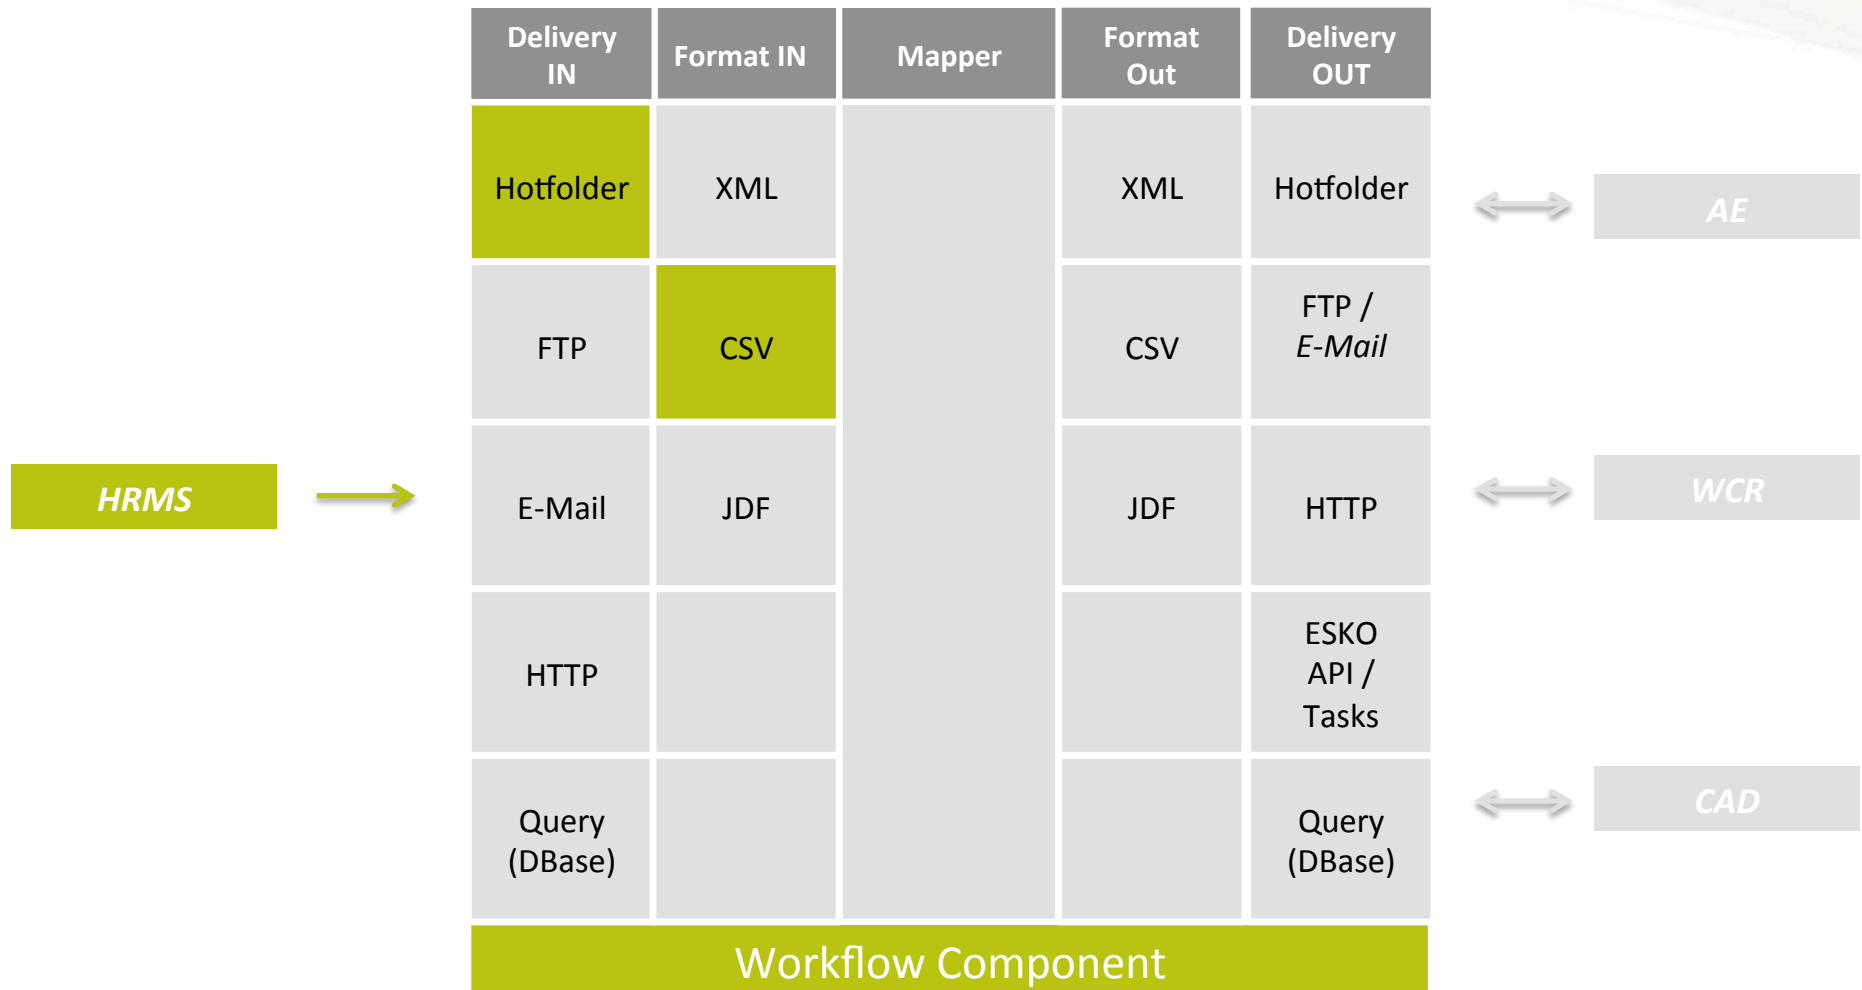 Delivery
IN
Format IN
Mapper
Format
Out
Delivery
OUT
Hotfolder
XML
XML
Hotfolder
AE
FTP
CSV
CSV
FTP /
E-Mail
HRMS
E-Mail
JDF
JDF
HTTP
WCR
HTTP
ESKO
API /
Tasks
Query
(DBase)
Query
(DBase)
CAD
Workflow Component